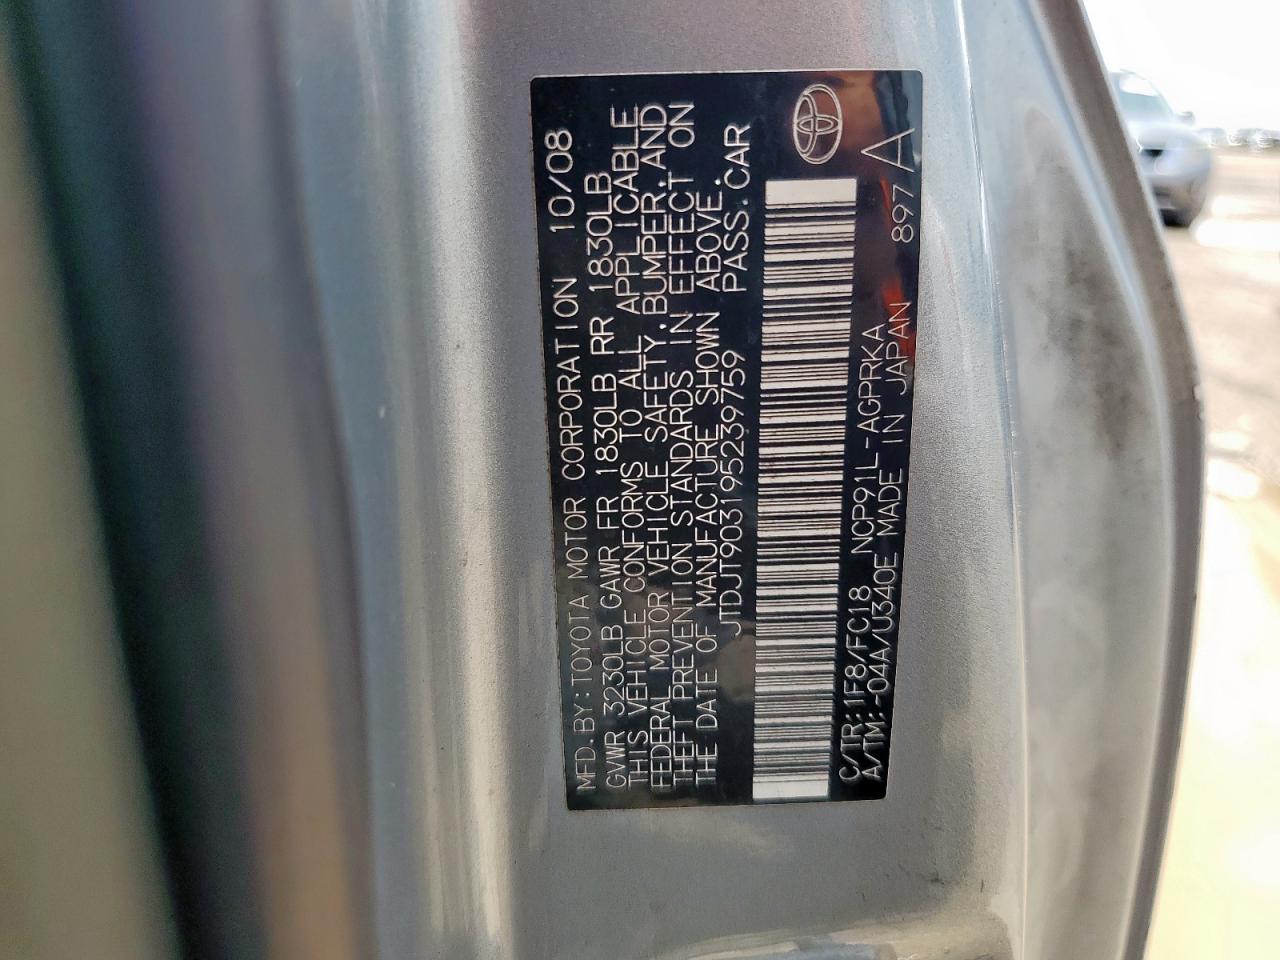 MFD.BY:TOYOTA MOTOR CORPORATION 10/08
GVWR 3230LB GAWR FR 1830LB RR 1830LB
THIS VEHICLE CONFORMS TO ALL APPLICABLE
FEDERAL MOTOR VEHICLE SAFETY,BUMPER,AND
THEFT PREVENTION STANDARDS IN EFFECT ON
THE DATE OF MANUFACTURE SHOWN ABOVE.
JTDJT903195239759 PASS.CAR
C/TR:1F8/FC18 NCP91L-AGPRKA
A/TM:-04A/U340E MADE IN JAPAN 897 A